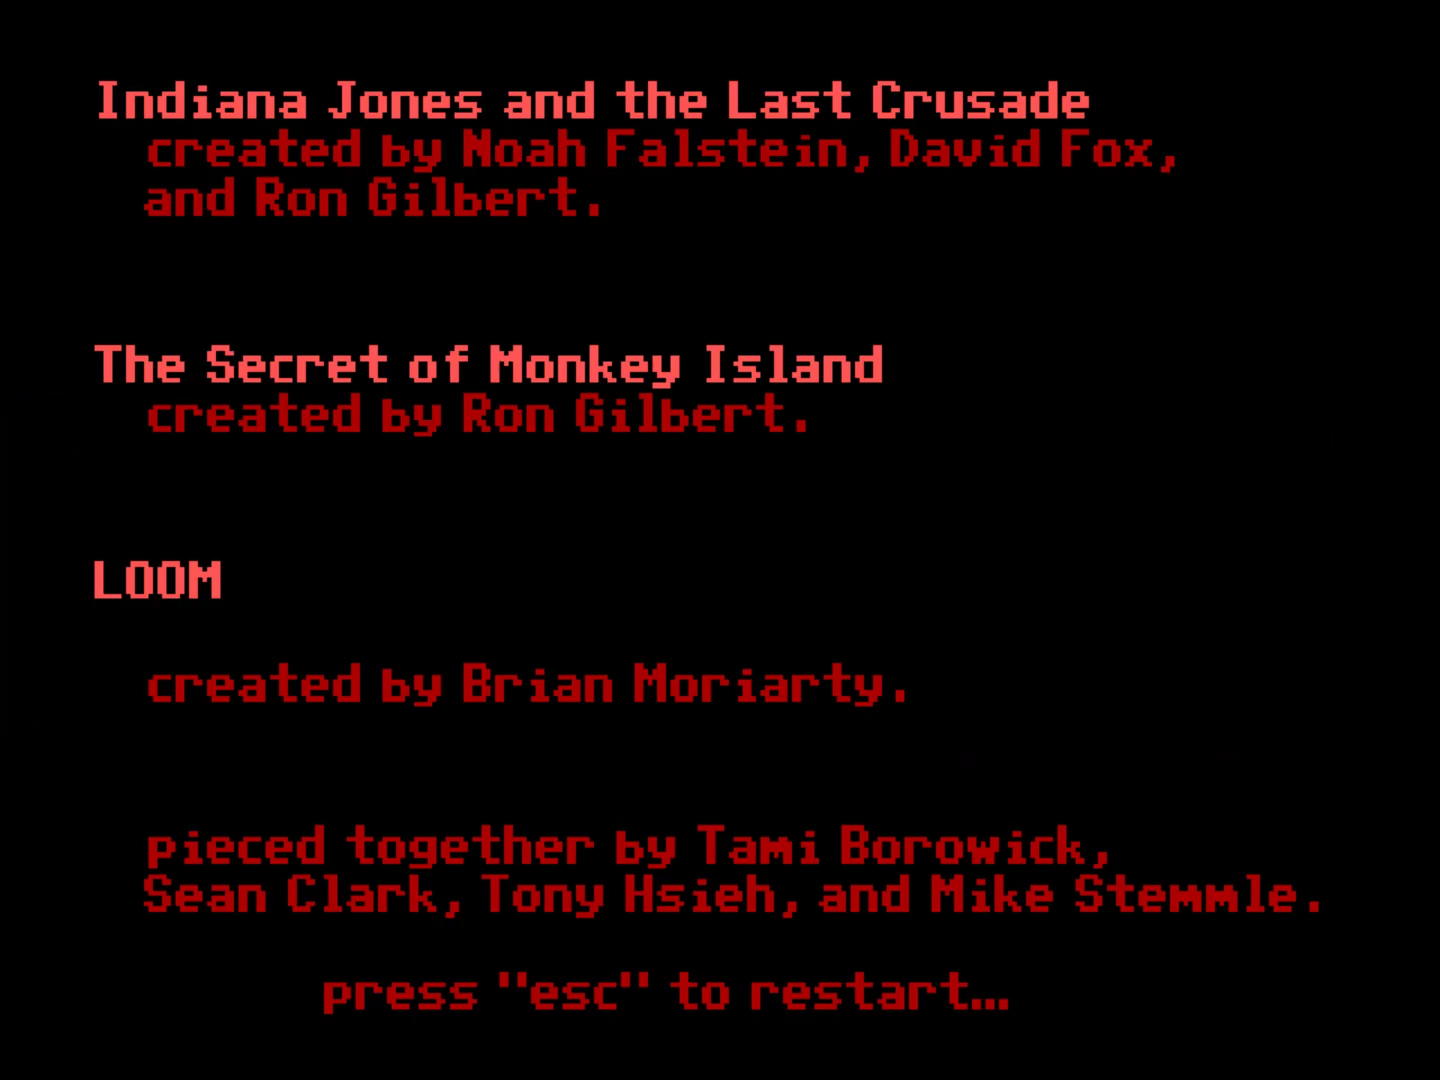 Indiana Jones and the Last Crusade
created by Noah Falstein, David Fox,
and Ron Gilbert.
The Secret of Monkey Island
created by Ron Gilbert.
LOOM
created by Brian Moriarty.
pieced together by Tami Borowick,
Sean Clark, Tony Hsieh, and Mike Stemmle.
press "esc" to restart...